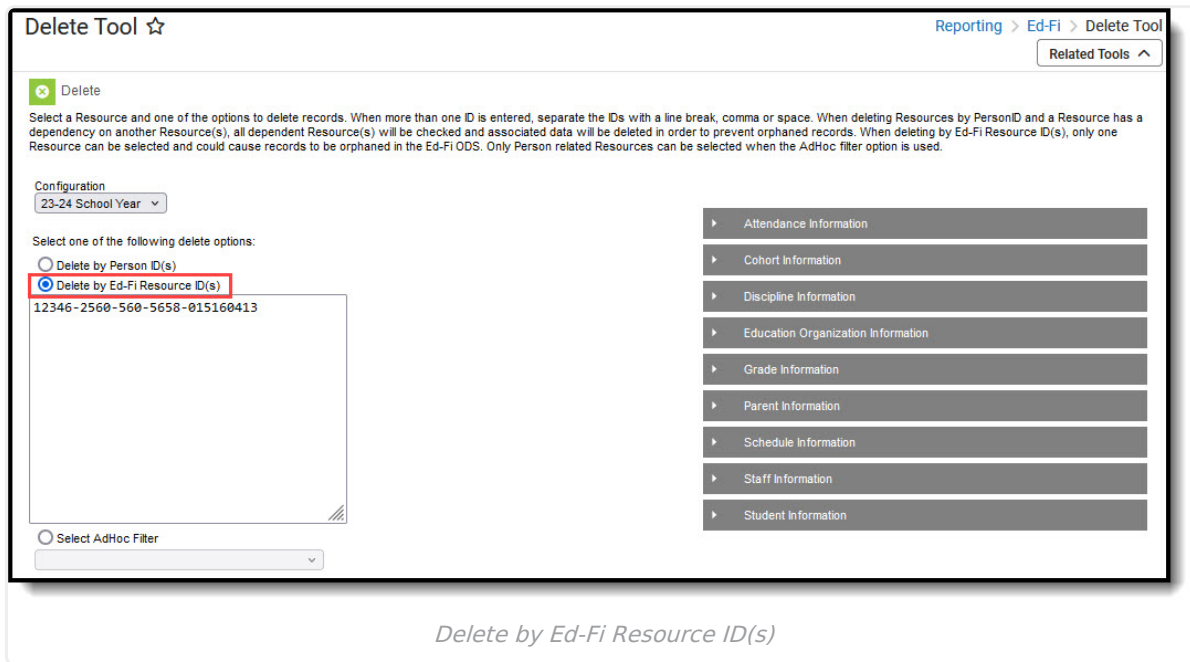 Delete Tool ☆
Reporting > Ed-Fi > Delete Tool
Related Tools
Delete
Select a Resource and one of the options to delete records. When more than one ID is entered, separate the IDs with a line break, comma or space. When deleting Resources by PersonID and a Resource has a
dependency on another Resource(s), all dependent Resource(s) will be checked and associated data will be deleted in order to prevent orphaned records. When deleting by Ed-Fi Resource ID(s), only one
Resource can be selected and could cause records to be orphaned in the Ed-Fi ODS. Only Person related Resources can be selected when the AdHoc filter option is used.
Configuration
23-24 School Year
Select one of the following delete options:
Delete by Person ID(s)
Delete by Ed-Fi Resource ID(s)
12346-2560-560-5658-015160413
Select AdHoc Filter
Attendance Information
Cohort Information
Discipline Information
Education Organization Information
Grade Information
Parent Information
Schedule Information
Staff Information
Student Information
Delete by Ed-Fi Resource ID(s)